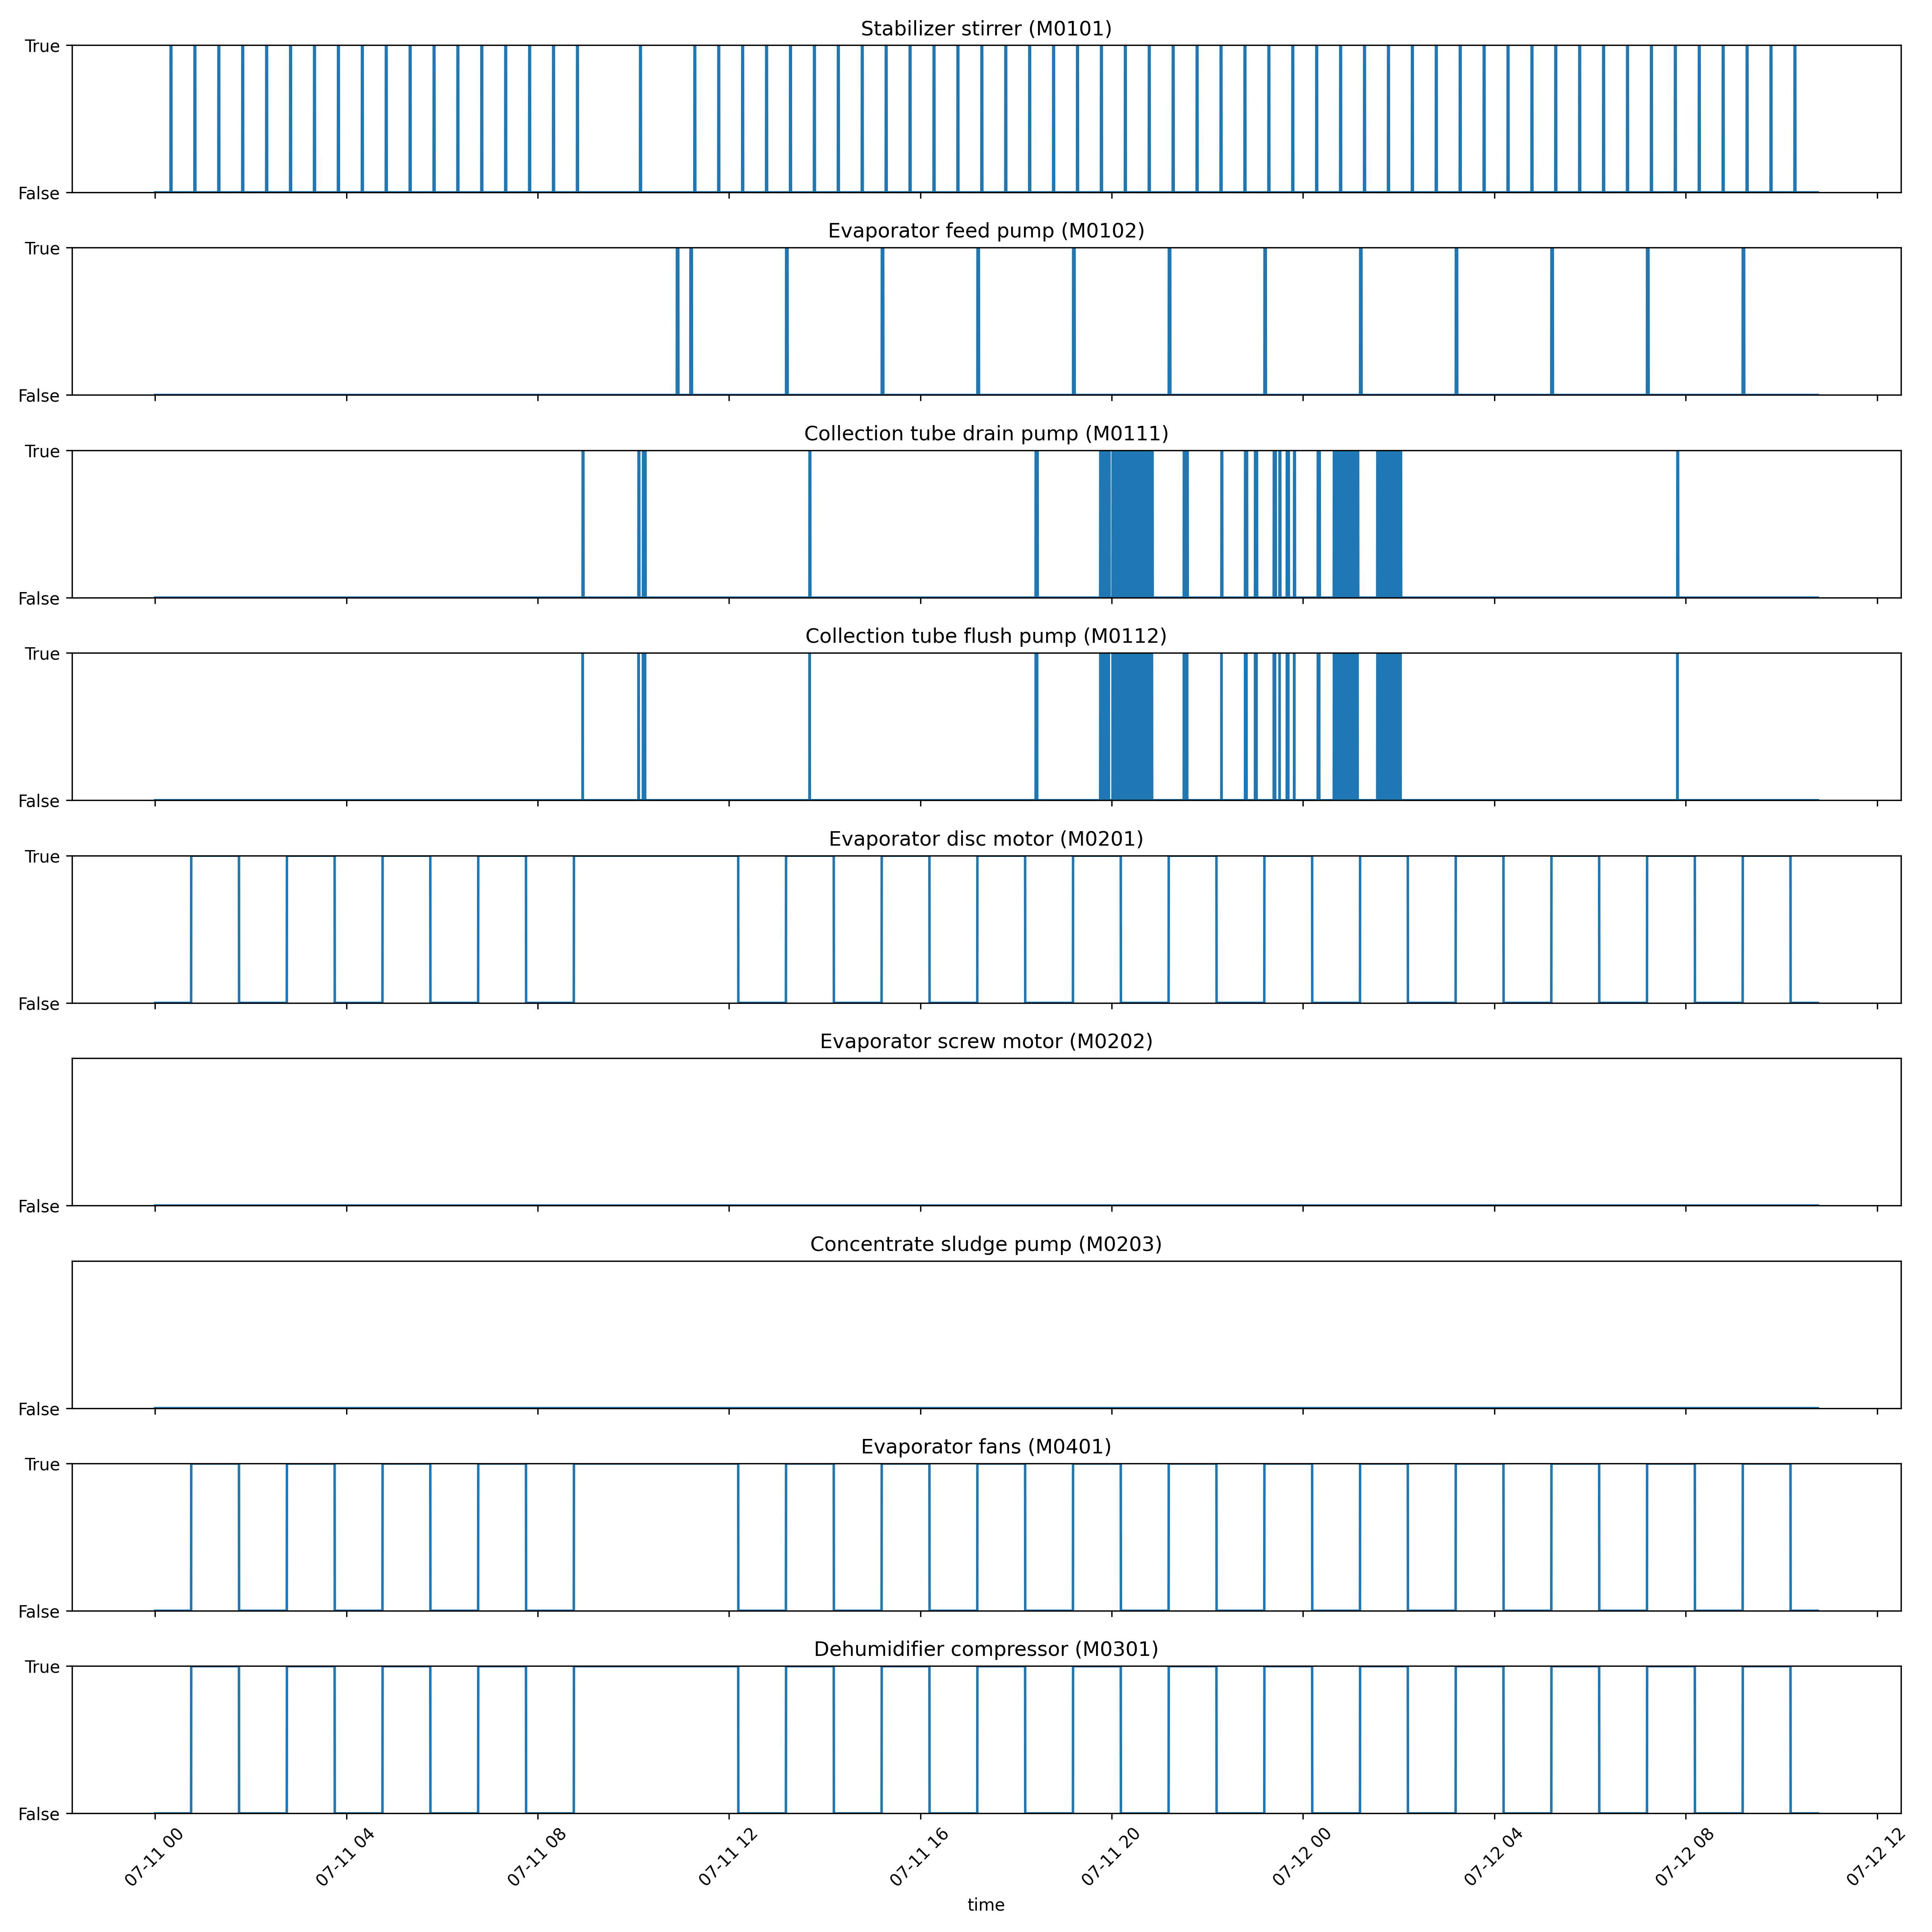 Stabilizer stirrer (M0101)
True
False
Evaporator feed pump (M0102)
True
False
Collection tube drain pump (M0111)
True
False
Collection tube flush pump (M0112)
True
False
Evaporator disc motor (M0201)
True
False
Evaporator screw motor (M0202)
False
Concentrate sludge pump (M0203)
False
Evaporator fans (M0401)
True
False
Dehumidifier compressor (M0301)
True
False
07-11 00 07-11 04 07-11 08 07-11 12 07-11 16 07-11 20 07-12 00 07-12 04 07-12 08 07-12 12
time